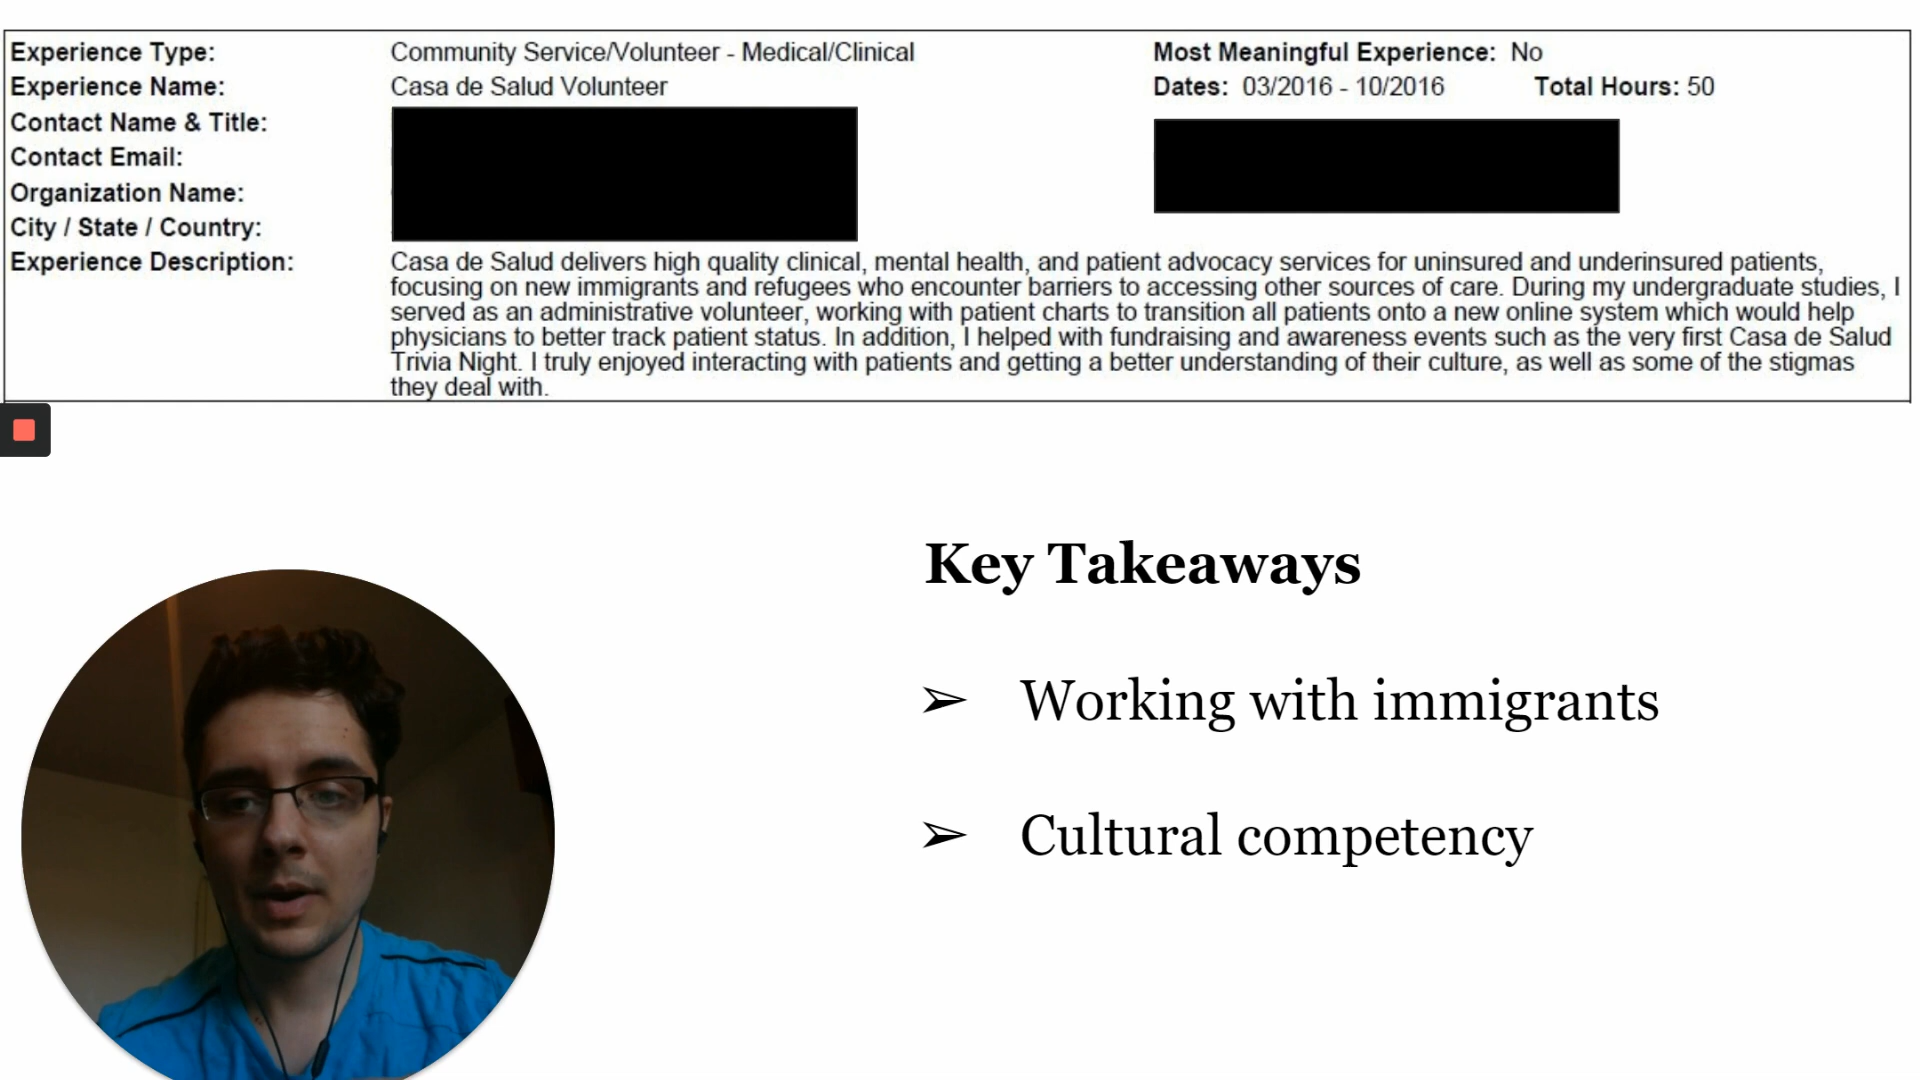 Experience Type: Community Service/Volunteer - Medical/Clinical Most Meaningful Experience: No
Experience Name: Casa de Salud Volunteer Dates: 03/2016 - 10/2016 Total Hours: 50
Contact Name & Title:
Contact Email:
Organization Name:
City / State / Country:
Experience Description: Casa de Salud delivers high quality clinical, mental health, and patient advocacy services for uninsured and underinsured patients,
focusing on new immigrants and refugees who encounter barriers to accessing other sources of care. During my undergraduate studies, I
served as an administrative volunteer, working with patient charts to transition all patients onto a new online system which would help
physicians to better track patient status. In addition, I helped with fundraising and awareness events such as the very first Casa de Salud
Trivia Night. I truly enjoyed interacting with patients and getting a better understanding of their culture, as well as some of the stigmas
they deal with.
Key Takeaways
➢ Working with immigrants
➢ Cultural competency